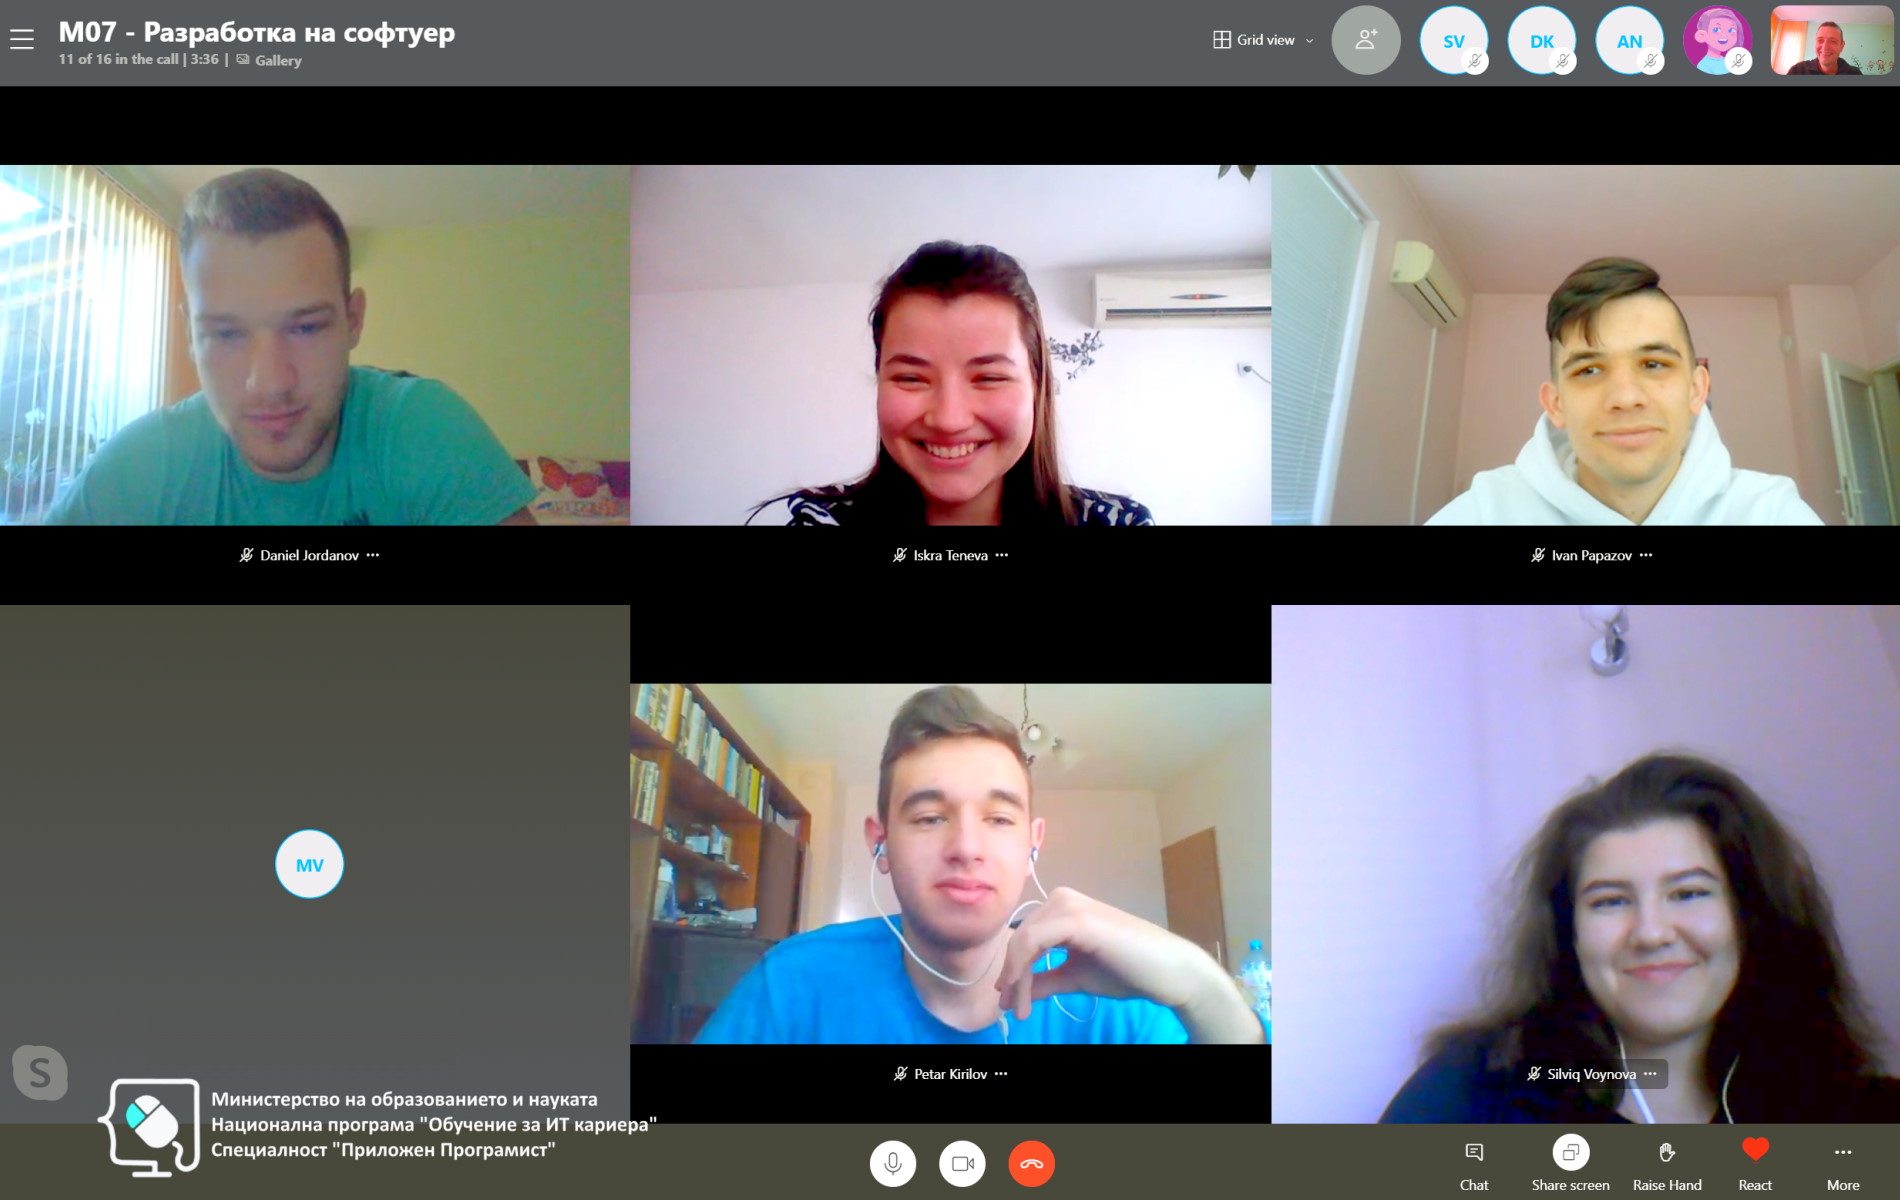 M07 - Разработка на софтуер
11 of 16 in the call | 3:36 | Gallery
Grid view
SV
DK
AN
Daniel Jordanov
Iskra Teneva
Ivan Papazov
MV
Petar Kirilov
Silviq Voynova
S
Министерство на образованието и науката
Национална програма "Обучение за ИТ кариера"
Специалност "Приложен Програмист"
Chat
Share screen
Raise Hand
React
More